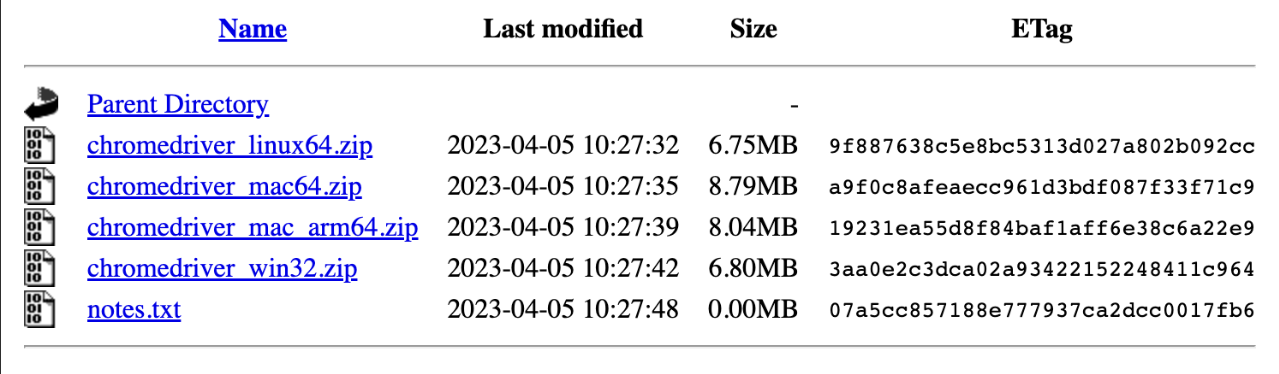 Name Last modified Size ETag
Parent Directory -
chromedriver_linux64.zip 2023-04-05 10:27:32 6.75MB 9f887638c5e8bc5313d027a802b092cc
chromedriver_mac64.zip 2023-04-05 10:27:35 8.79MB a9f0c8afeaecc961d3bdf087f33f71c9
chromedriver_mac_arm64.zip 2023-04-05 10:27:39 8.04MB 19231ea55d8f84baf1aff6e38c6a22e9
chromedriver_win32.zip 2023-04-05 10:27:42 6.80MB 3aa0e2c3dca02a93422152248411c964
notes.txt 2023-04-05 10:27:48 0.00MB 07a5cc857188e777937ca2dcc0017fb6